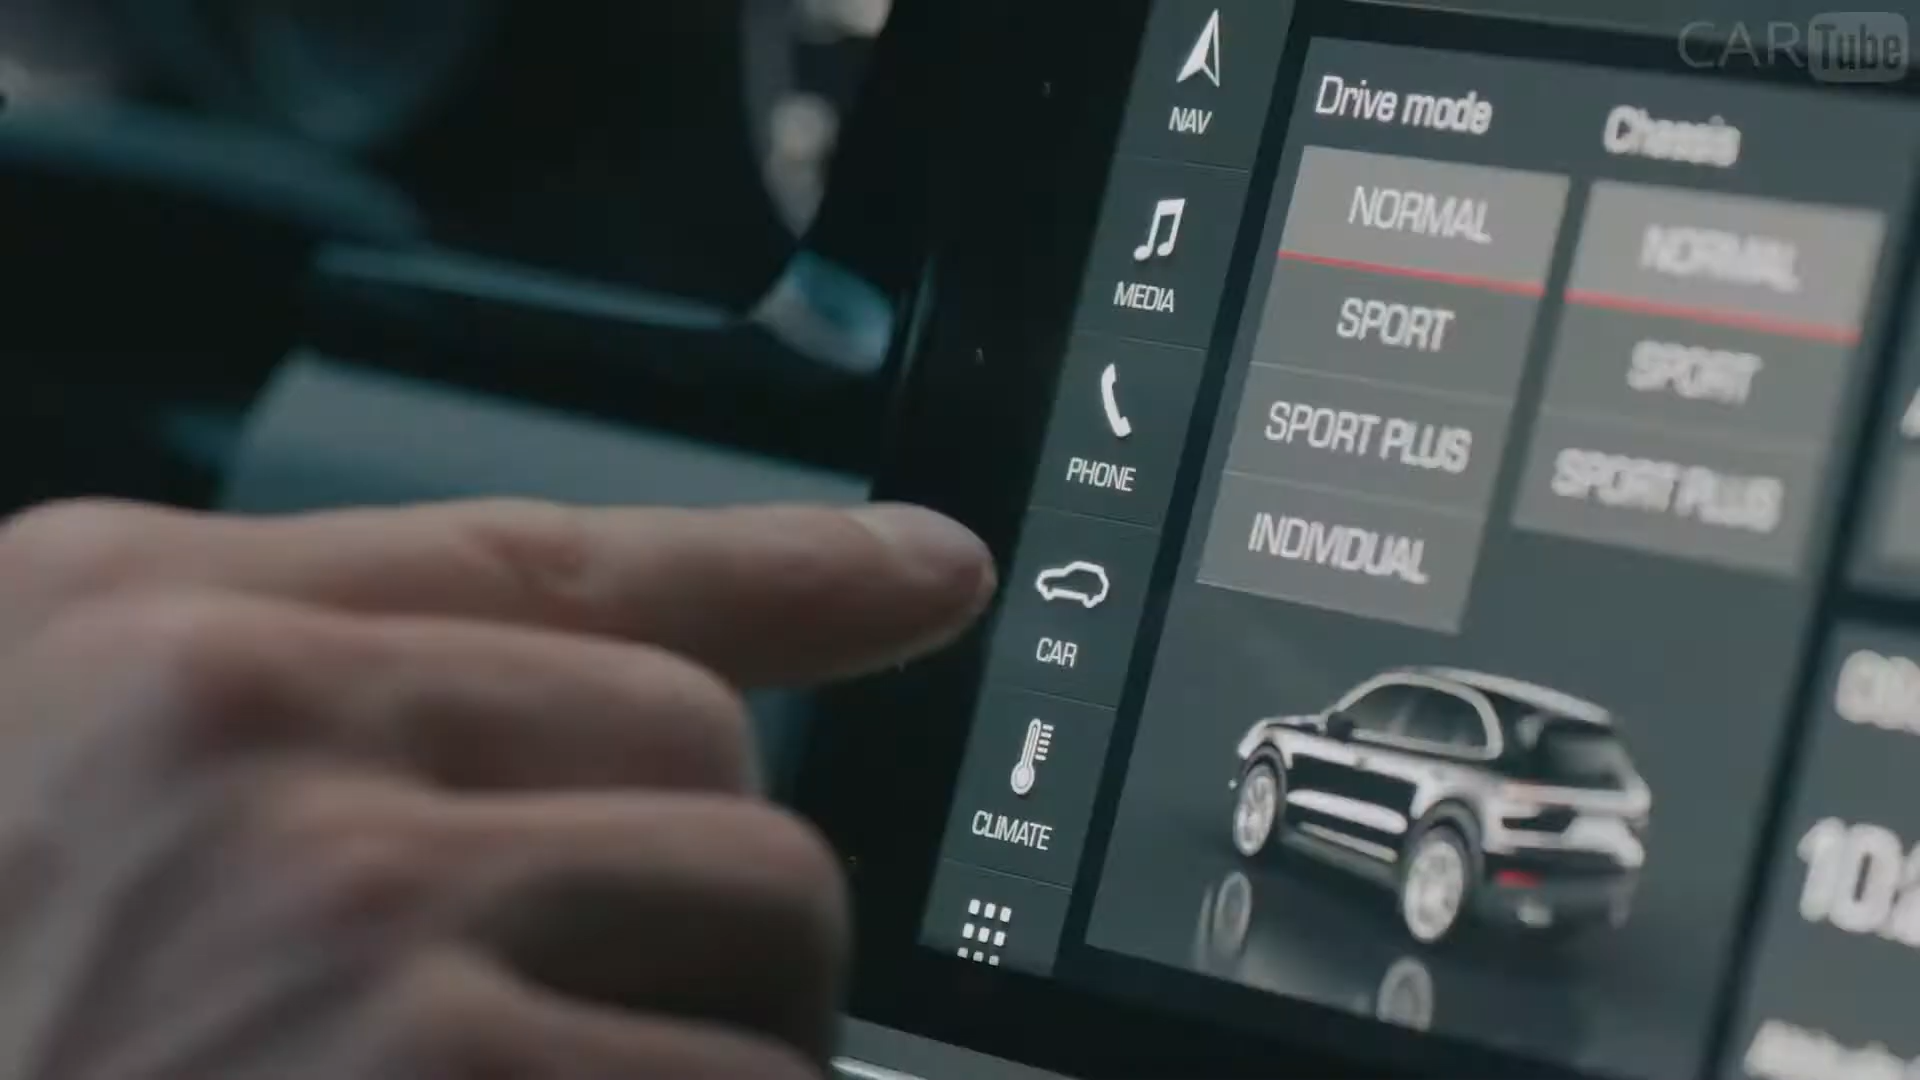 CAR Tube
NAV
MEDIA
PHONE
CAR
CLIMATE
Drive mode
NORMAL
SPORT
SPORT PLUS
INDIVIDUAL
Chassis
NORMAL
SPORT
SPORT PLUS